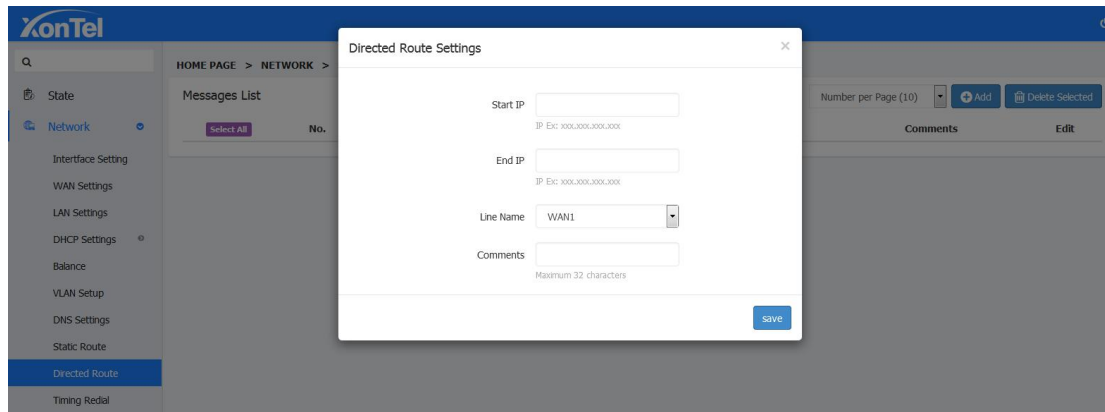 XonTel
HOME PAGE > NETWORK >
State
Network
Interface Setting
WAN Settings
LAN Settings
DHCP Settings
Balance
VLAN Setup
DNS Settings
Static Route
Directed Route
Timing Redial
Messages List
Number per Page (10)
Add
Delete Selected
Select All
No.
Comments
Edit
Directed Route Settings
×
Start IP
IP Ex: xxx.xxx.xxx.xxx
End IP
IP Ex: xxx.xxx.xxx.xxx
Line Name
WAN1
Comments
Maximum 32 characters
save